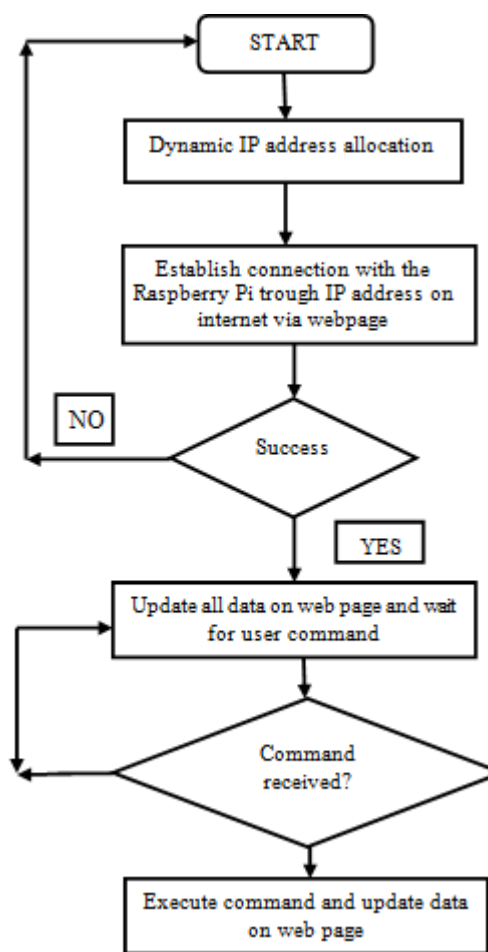 START
Dynamic IP address allocation
Establish connection with the
Raspberry Pi trough IP address on
internet via webpage
NO
Success
YES
Update all data on web page and wait
for user command
Command
received?
Execute command and update data
on web page